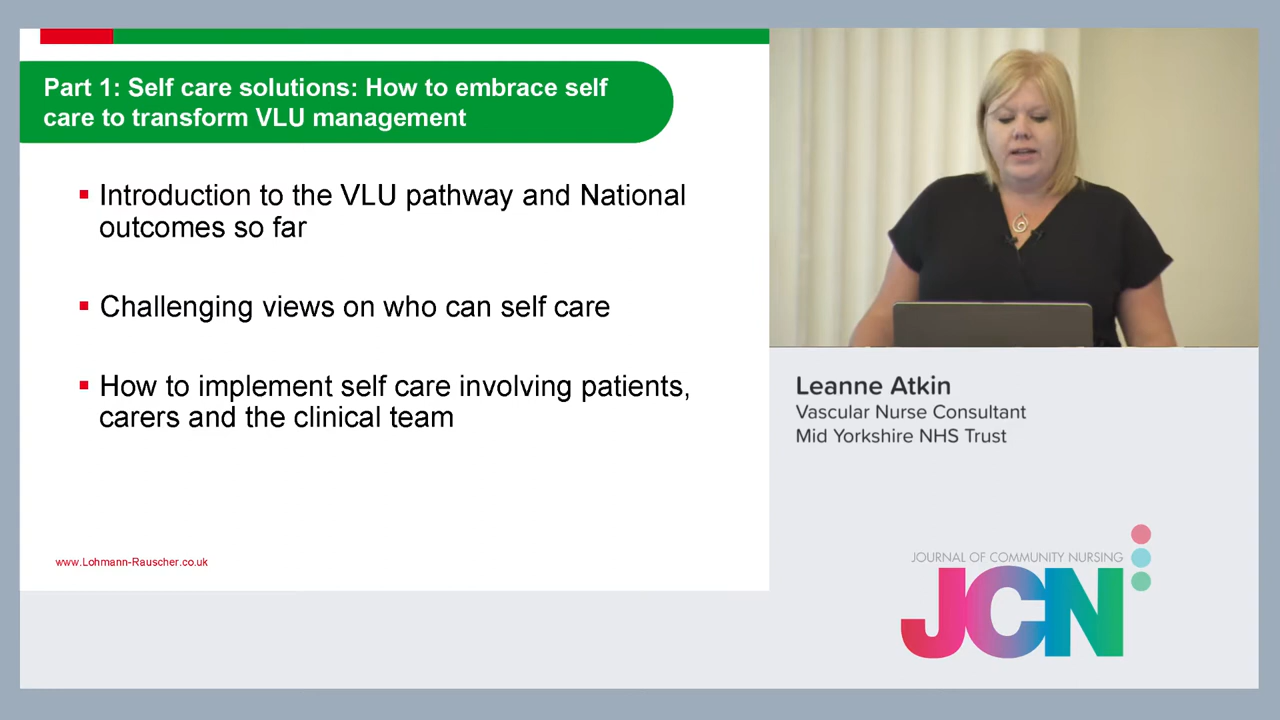 Part 1: Self care solutions: How to embrace self
care to transform VLU management
Introduction to the VLU pathway and National
outcomes so far
Challenging views on who can self care
How to implement self care involving patients,
carers and the clinical team
www.Lohmann-Rauscher.co.uk
Leanne Atkin
Vascular Nurse Consultant
Mid Yorkshire NHS Trust
JOURNAL OF COMMUNITY NURSING
JCN